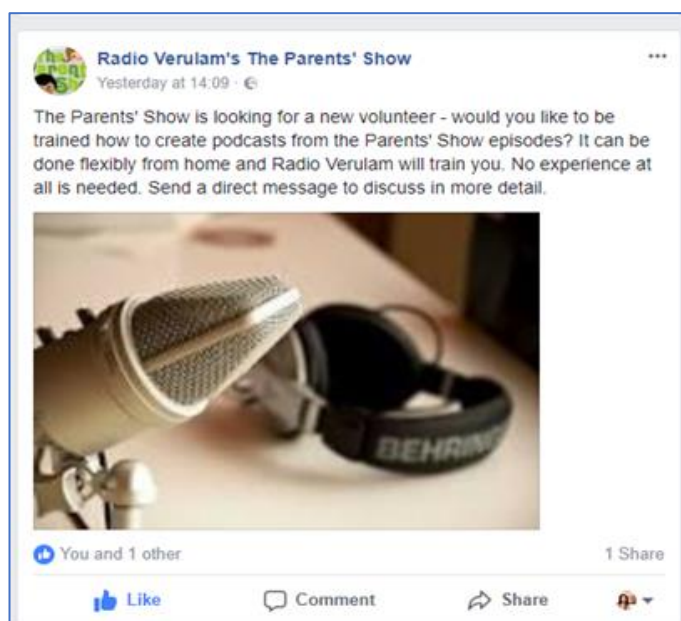 Radio Verulam's The Parents' Show
Yesterday at 14:09 ·
The Parents' Show is looking for a new volunteer - would you like to be
trained how to create podcasts from the Parents' Show episodes? It can be
done flexibly from home and Radio Verulam will train you. No experience at
all is needed. Send a direct message to discuss in more detail.
BEHRING
You and 1 other
1 Share
Like
Comment
Share